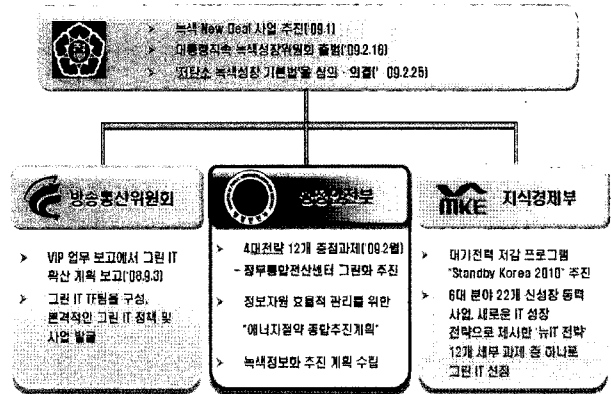 녹색 New Deal 사업 추진('09.1)
대통령직속 녹색성장위원회 출범('09.2.16)
'저탄소 녹색성장 기본법'을 심의 · 의결(' 09.2.25)
방송통신위원회
VIP 업무 보고에서 그린 IT
확산 계획 보고('08.9.3)
그린 IT TF팀을 구성,
본격적인 그린 IT 정책 및
사업 발굴
행정안전부
4대전략 12개 중점과제('09.2월)
- 정부통합전산센터 그린화 추진
정보자원 효율적 관리를 위한
"에너지절약 종합추진계획"
녹색정보화 추진 계획 수립
MKE 지식경제부
대기전력 저감 프로그램
"Standby Korea 2010" 추진
6대 분야 22개 신성장 동력
사업, 새로운 IT 성장
전략으로 제시한 '뉴IT 전략'
12개 세부 과제 중 하나로
그린 IT 선정